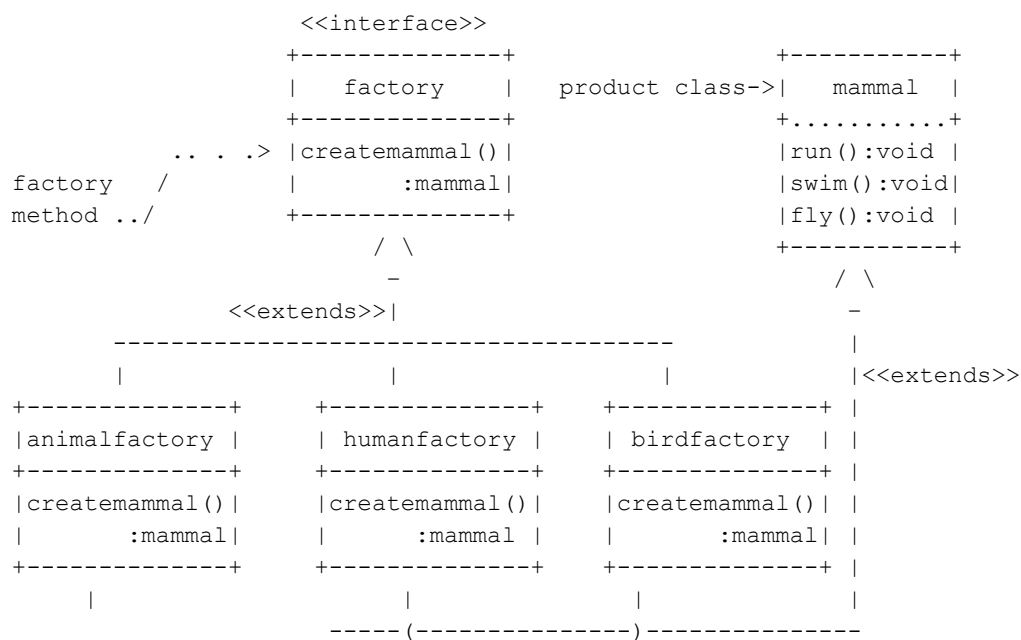 <<interface>>
+--------------+                   +-----------+
|   factory    |   product class->|   mammal  |
+--------------+                   +...........+
.. . .> |createmammal()|                   |run():void |
factory   /         |       :mammal|                   |swim():void|
method ../         +--------------+                   |fly():void |
/ \                          +-----------+
–                             / \
<<extends>>|                               –
---------------------------------------            |
|                  |                  |            |<<extends>>
+--------------+     +--------------+    +--------------+ |
|animalfactory |     | humanfactory |    | birdfactory  | |
+--------------+     +--------------+    +--------------+ |
|createmammal()|     |createmammal()|    |createmammal()| |
|       :mammal|     |      :mammal |    |       :mammal| |
+--------------+     +--------------+    +--------------+ |
|                     |               |              |
-----(---------------)---------------